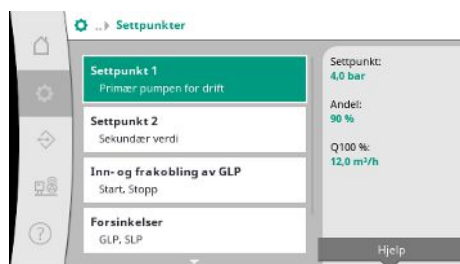 ..▸ Settpunkter
Settpunkt 1
Primær pumpen for drift
Settpunkt 2
Sekundær verdi
Inn- og frakobling av GLP
Start, Stopp
Forsinkelser
GLP, SLP
Settpunkt:
4,0 bar
Andel:
90 %
Q100 %:
12,0 m³/h
Hjelp
?